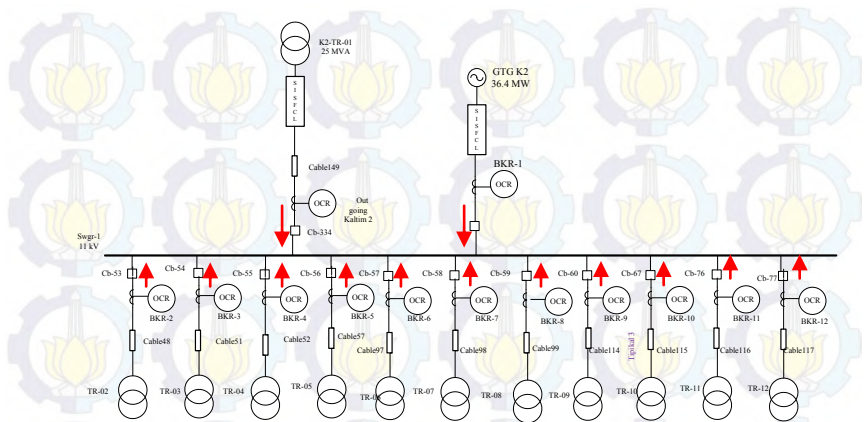 K2-TR-01
25 MVA
GTG K2
36.4 MW
SISFCL
SISFCL
Cable149
BKR-1
OCR
OCR
Out
going
Kaltim 2
Cb-334
Swgr-1
11 kV
Cb-53
Cb-54
Cb-55
Cb-56
Cb-57
Cb-58
Cb-59
Cb-60
Cb-67
Cb-76
Cb-77
OCR
OCR
OCR
OCR
OCR
OCR
OCR
OCR
OCR
OCR
OCR
BKR-2
BKR-3
BKR-4
BKR-5
BKR-6
BKR-7
BKR-8
BKR-9
BKR-10
BKR-11
BKR-12
Cable48
Cable51
Cable52
Cable57
Cable97
Cable98
Cable99
Cable114
Tipikal 3
Cable115
Cable116
Cable117
TR-02
TR-03
TR-04
TR-05
TR-06
TR-07
TR-08
TR-09
TR-10
TR-11
TR-12